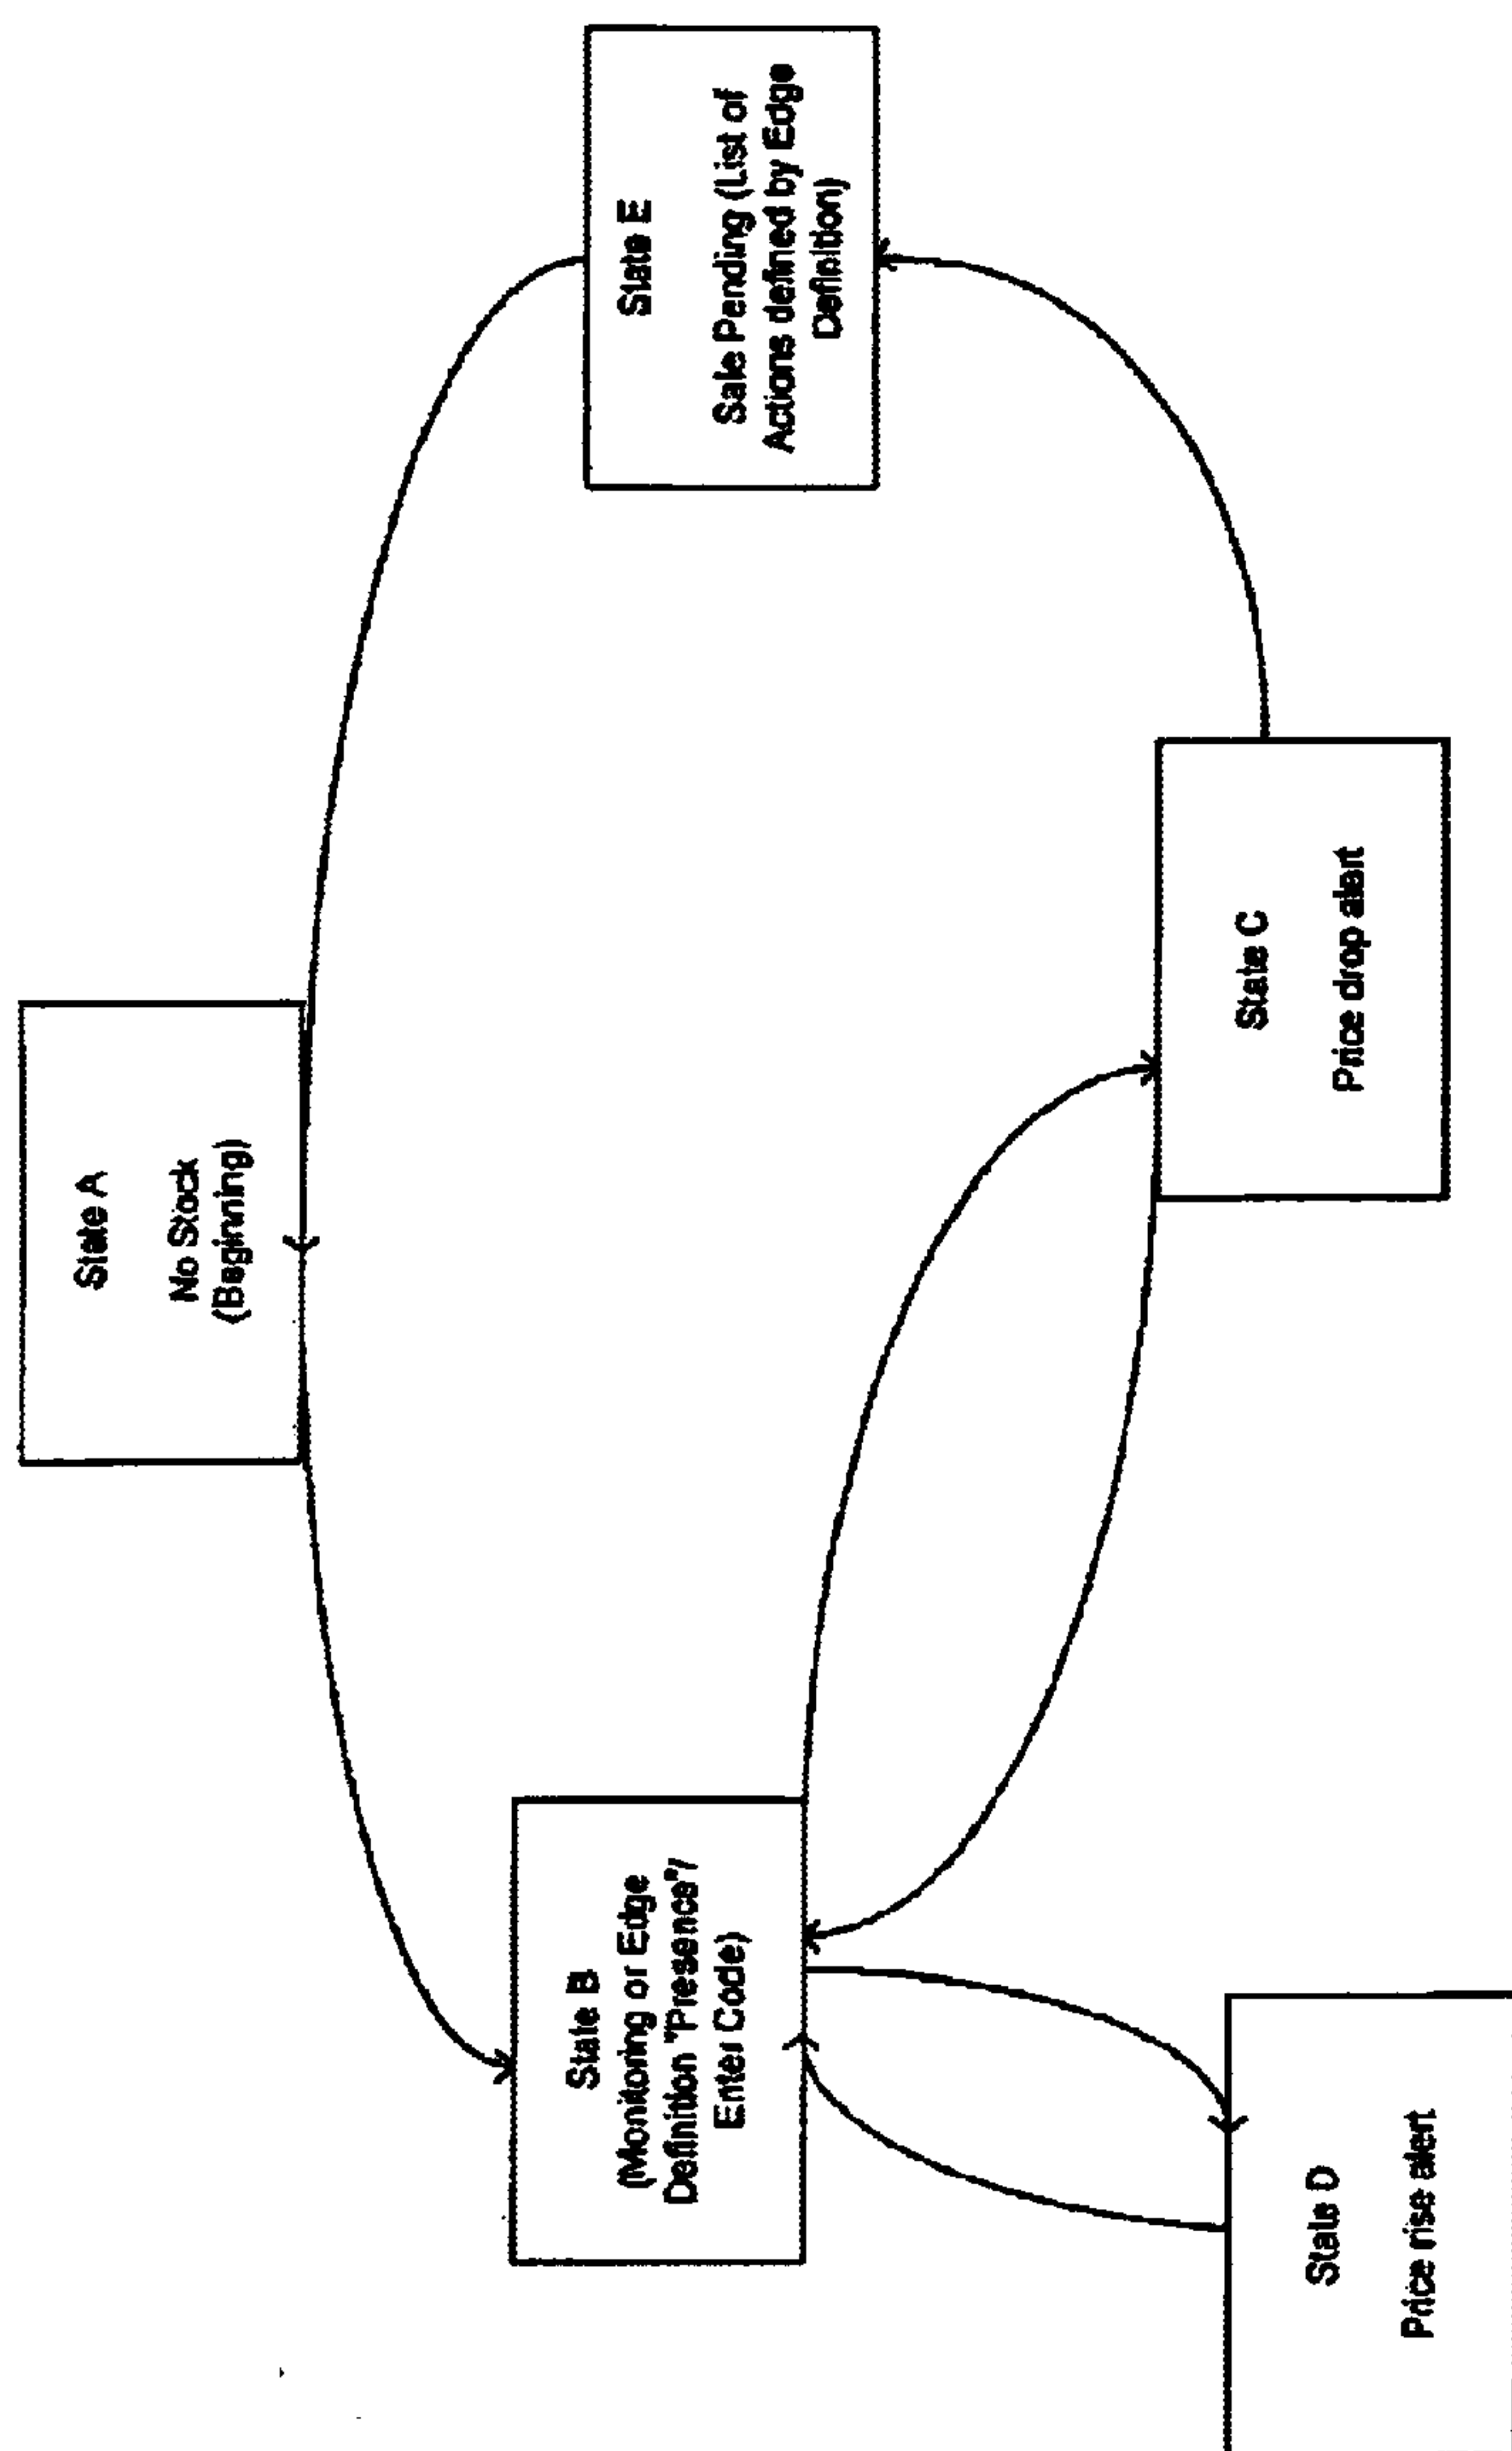 State A
No Stock
(Beginning)
State B
(Monitoring or Edge
Definition "Presence"/
Enter Code)
State E
Sale Pending (List of
Actions defined by Edge
Definition)
State C
Price drop alert
State D
Price rise alert